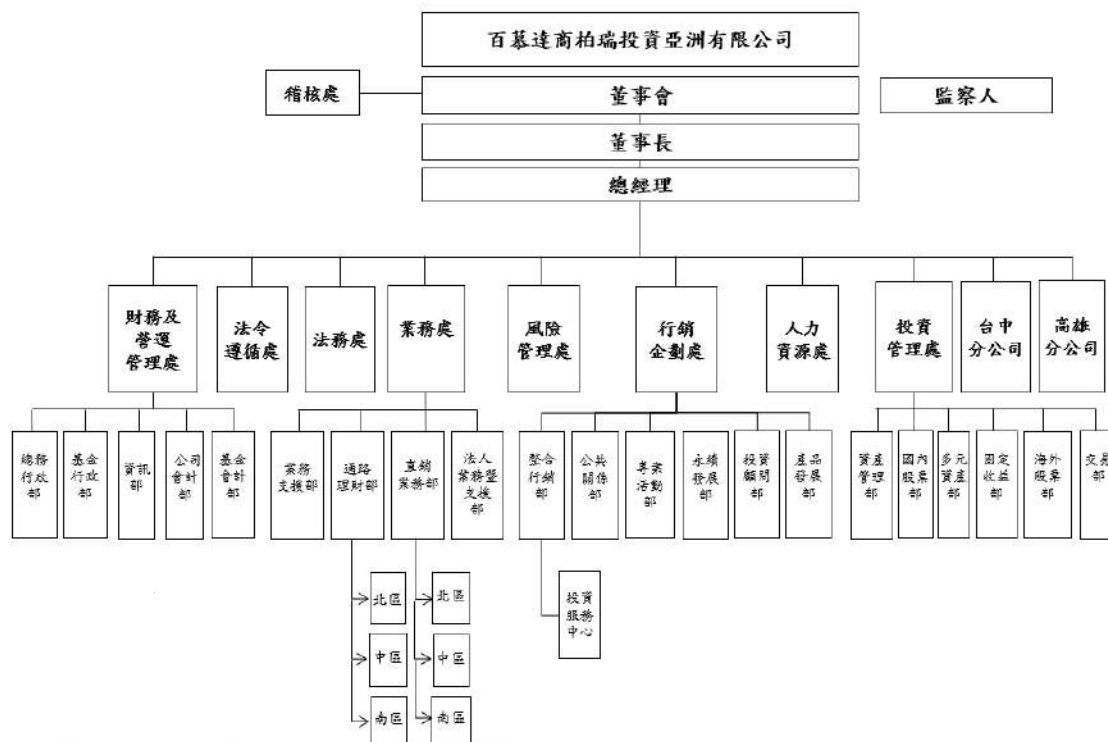 百慕達商柏瑞投資亞洲有限公司
稽核處
董事會
監察人
董事長
總經理
財務及
營運
管理處
法令
遵循處
法務處
業務處
風險
管理處
行銷
企劃處
人力
資源處
投資
管理處
台中
分公司
高雄
分公司
總務
行政
部
基金
行政
部
資訊
部
公司
會計
部
基金
會計
部
業務
支援部
通路
理財部
直銷
業務部
法人
業務暨
支援
部
整合
行銷
部
公共
關係
部
專案
活動
部
永續
發展
部
投資
顧問
部
產品
發展
部
資產
管理
部
國內
股票
部
多元
資產
部
固定
收益
部
海外
股票
部
交易
部
北區
北區
投資
服務
中心
中區
中區
南區
南區